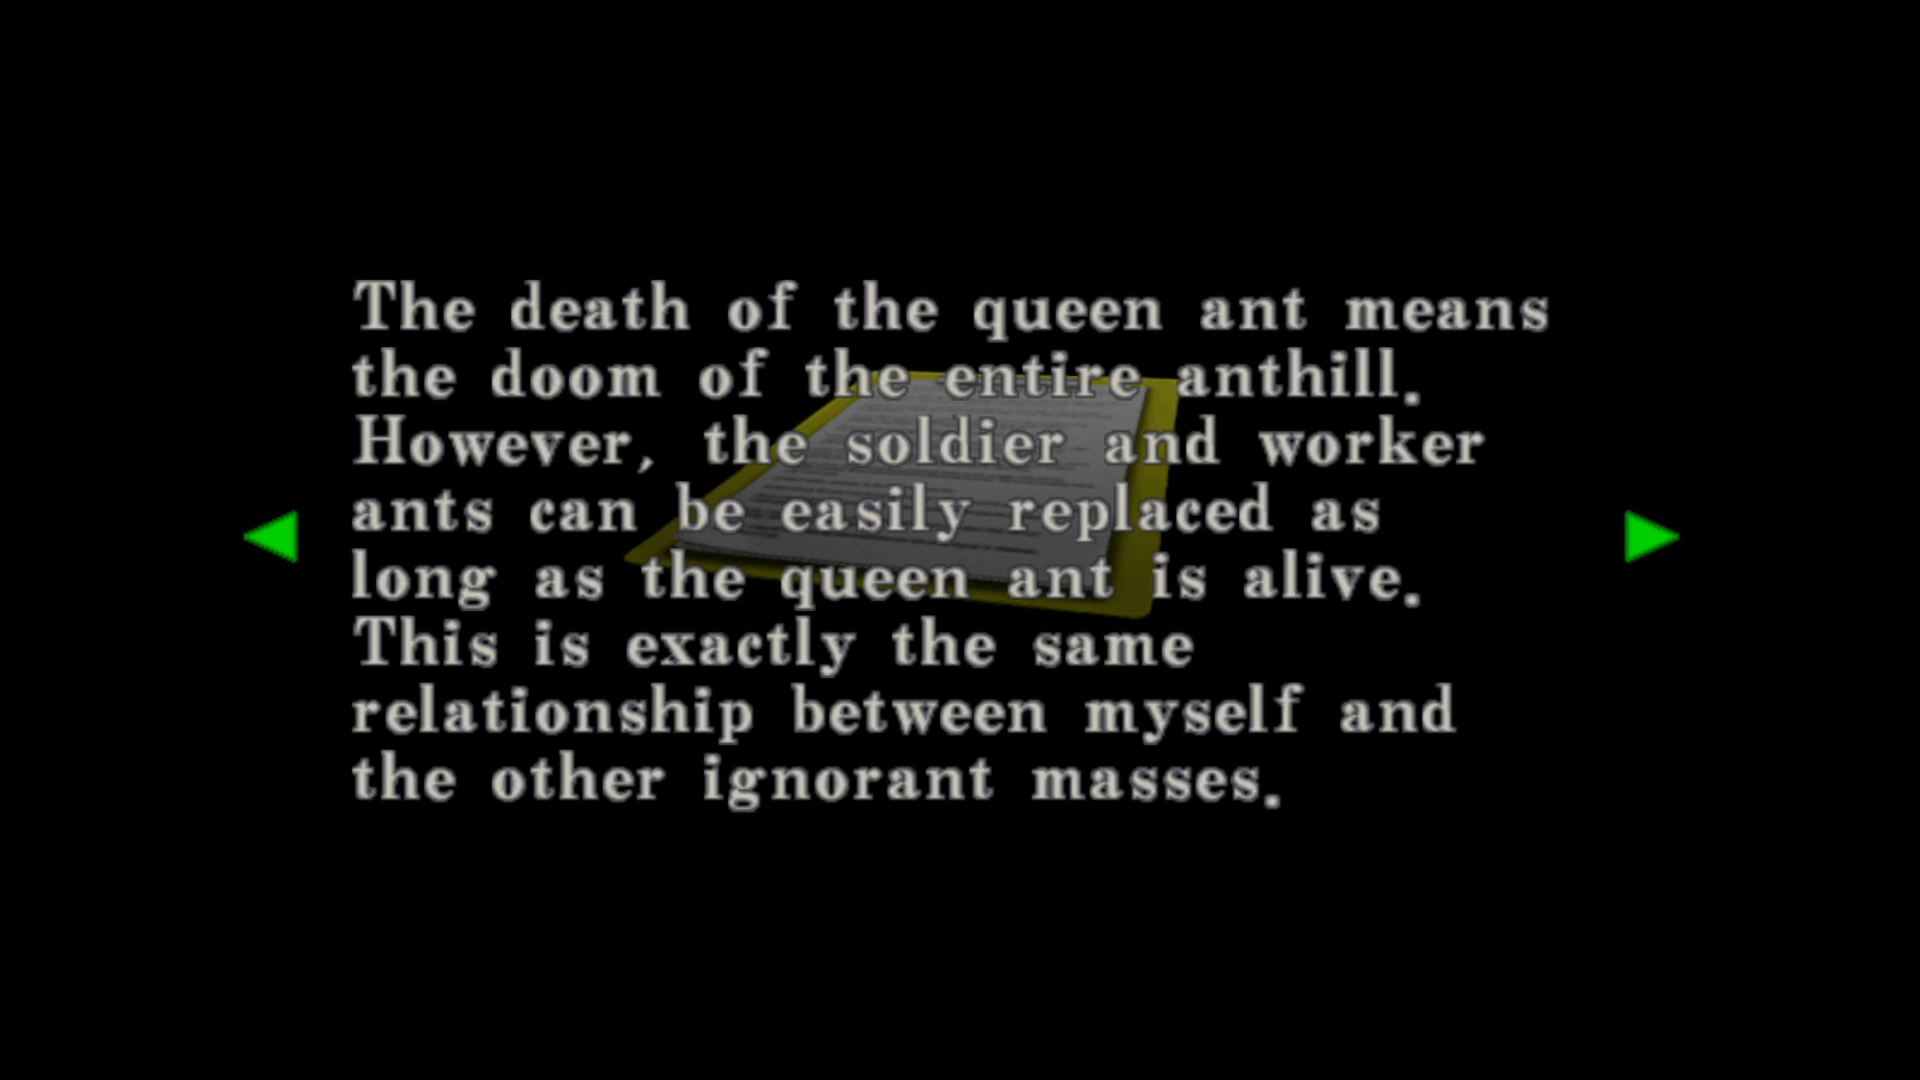 The death of the queen ant means
the doom of the entire anthill.
However, the soldier and worker
ants can be easily replaced as
long as the queen ant is alive.
This is exactly the same
relationship between myself and
the other ignorant masses.